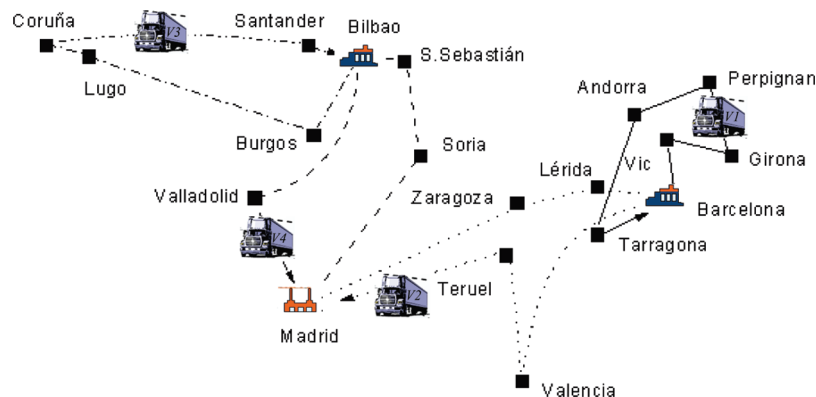 Coruña
V3
Santander
Bilbao
S.Sebastián
Lugo
Burgos
Soria
Andorra
Perpignan
V1
Vic
Girona
Lérida
Zaragoza
Barcelona
Tarragona
Valladolid
V4
V2
Teruel
Madrid
Valencia